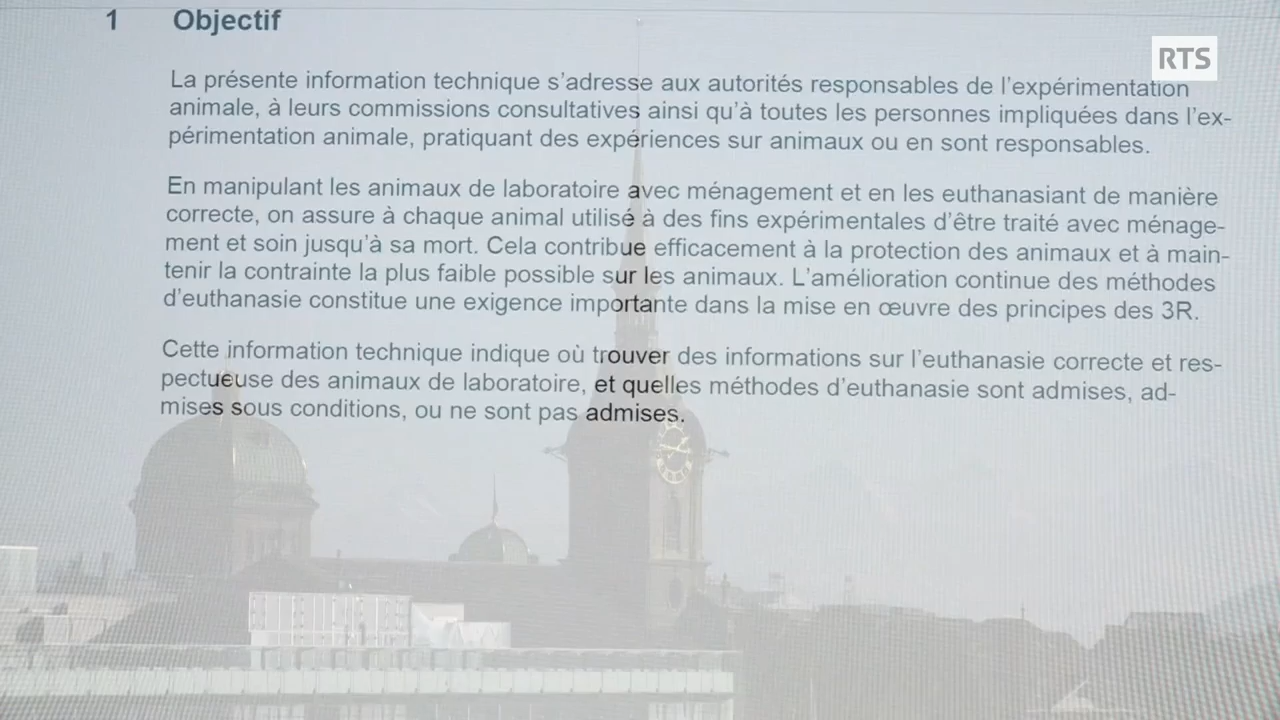 1 Objectif
RTS
La présente information technique s'adresse aux autorités responsables de l'expérimentation
animale, à leurs commissions consultatives ainsi qu'à toutes les personnes impliquées dans l'ex-
périmentation animale, pratiquant des expériences sur animaux ou en sont responsables.
En manipulant les animaux de laboratoire avec ménagement et en les euthanasiant de manière
correcte, on assure à chaque animal utilisé à des fins expérimentales d'être traité avec ménage-
ment et soin jusqu'à sa mort. Cela contribue efficacement à la protection des animaux et à main-
tenir la contrainte la plus faible possible sur les animaux. L'amélioration continue des méthodes
d'euthanasie constitue une exigence importante dans la mise en œuvre des principes des 3R.
Cette information technique indique où trouver des informations sur l'euthanasie correcte et res-
pectueuse des animaux de laboratoire, et quelles méthodes d'euthanasie sont admises, ad-
mises sous conditions, ou ne sont pas admises.